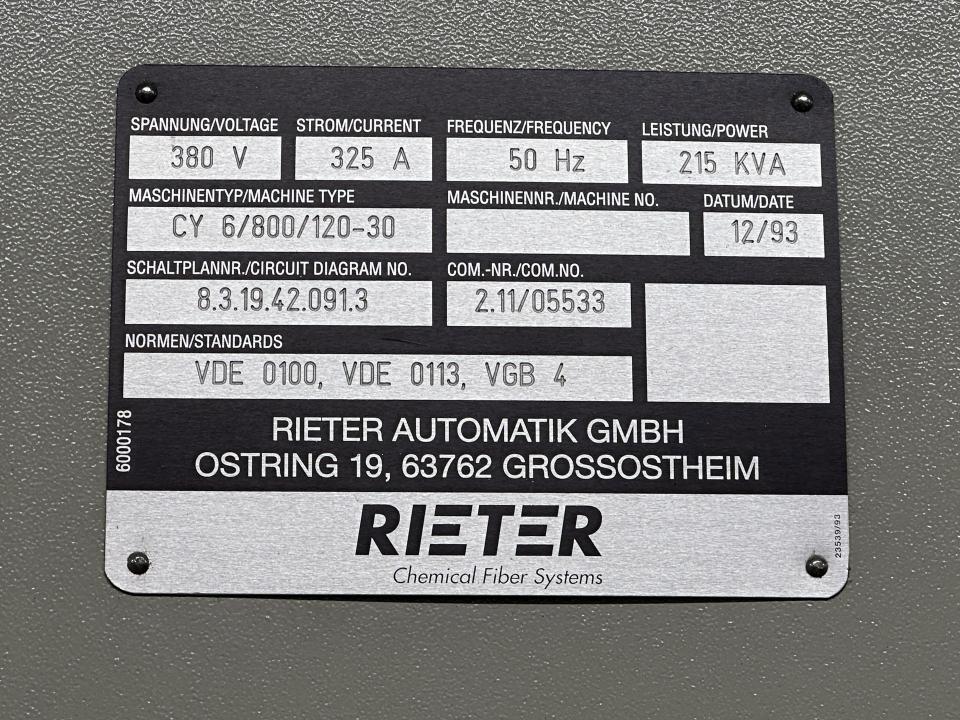 SPANNUNG/VOLTAGE STROM/CURRENT FREQUENZ/FREQUENCY LEISTUNG/POWER
380 V 325 A 50 Hz 215 KVA
MASCHINENTYP/MACHINE TYPE MASCHINENNR./MACHINE NO. DATUM/DATE
CY 6/800/120-30 12/93
SCHALTPLANNR./CIRCUIT DIAGRAM NO. COM.-NR./COM.NO.
8.3.19.42.091.3 2.11/05533
NORMEN/STANDARDS
VDE 0100, VDE 0113, VGB 4
6000178
RIETER AUTOMATIK GMBH
OSTRING 19, 63762 GROSSOSTHEIM
RIETER
Chemical Fiber Systems
23539/93